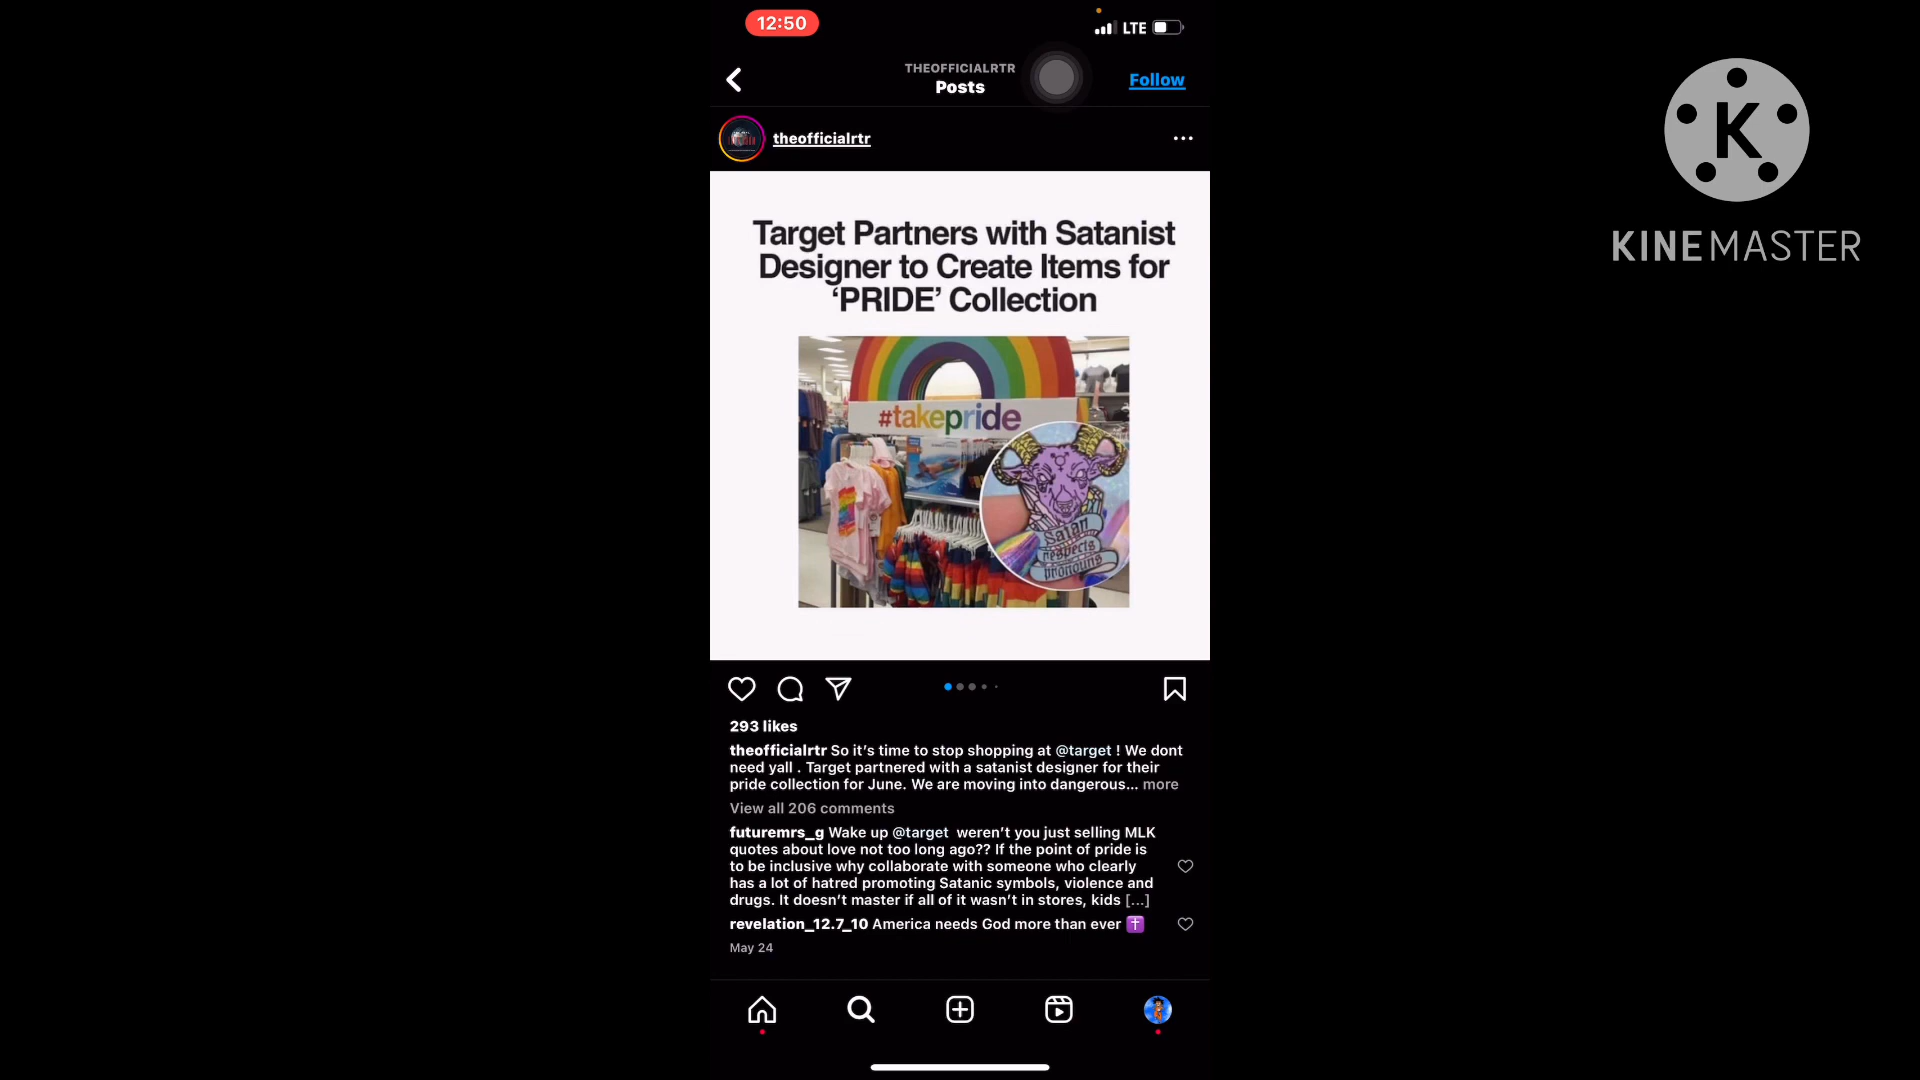 12:50
LTE
THEOFFICIALRTR
Posts
Follow
theofficialrtr
Target Partners with Satanist
Designer to Create Items for
‘PRIDE’ Collection
#takepride
Satan
respects
pronouns
293 likes
theofficialrtr So it’s time to stop shopping at @target ! We dont
need yall . Target partnered with a satanist designer for their
pride collection for June. We are moving into dangerous... more
View all 206 comments
futuremrs_g Wake up @target weren’t you just selling MLK
quotes about love not too long ago?? If the point of pride is
to be inclusive why collaborate with someone who clearly
has a lot of hatred promoting Satanic symbols, violence and
drugs. It doesn’t master if all of it wasn’t in stores, kids [...]
revelation_12.7_10 America needs God more than ever ✝️
May 24
K
KINEMASTER